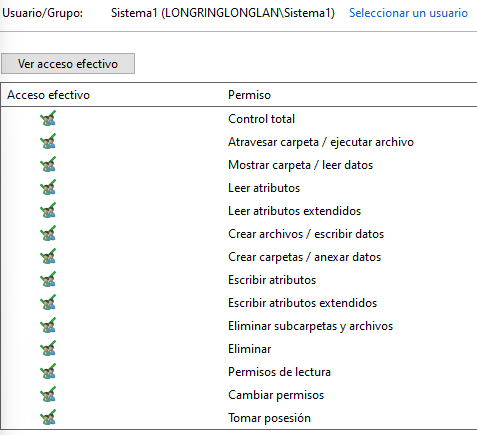 Usuario/Grupo: Sistema1 (LONGRINGLONGLAN\Sistema1) Seleccionar un usuario
Ver acceso efectivo
Acceso efectivo Permiso
Control total
Atravesar carpeta / ejecutar archivo
Mostrar carpeta / leer datos
Leer atributos
Leer atributos extendidos
Crear archivos / escribir datos
Crear carpetas / anexar datos
Escribir atributos
Escribir atributos extendidos
Eliminar subcarpetas y archivos
Eliminar
Permisos de lectura
Cambiar permisos
Tomar posesión